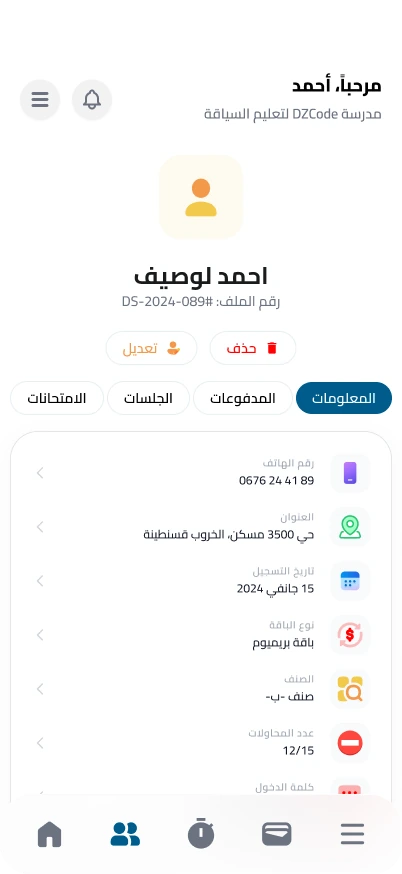 مرحباً، أحمد
مدرسة DZCode لتعليم السياقة
احمد لوصيف
رقم الملف: #DS-2024-089
حذف
تعديل
المعلومات
المدفوعات
الجلسات
الامتحانات
رقم الهاتف
0676 24 41 89
العنوان
حي 3500 مسكن، الخروب قسنطينة
تاريخ التسجيل
15 جانفي 2024
نوع الباقة
باقة بريميوم
الصنف
صنف -ب-
عدد المحاولات
12/15
كلمة الدخول